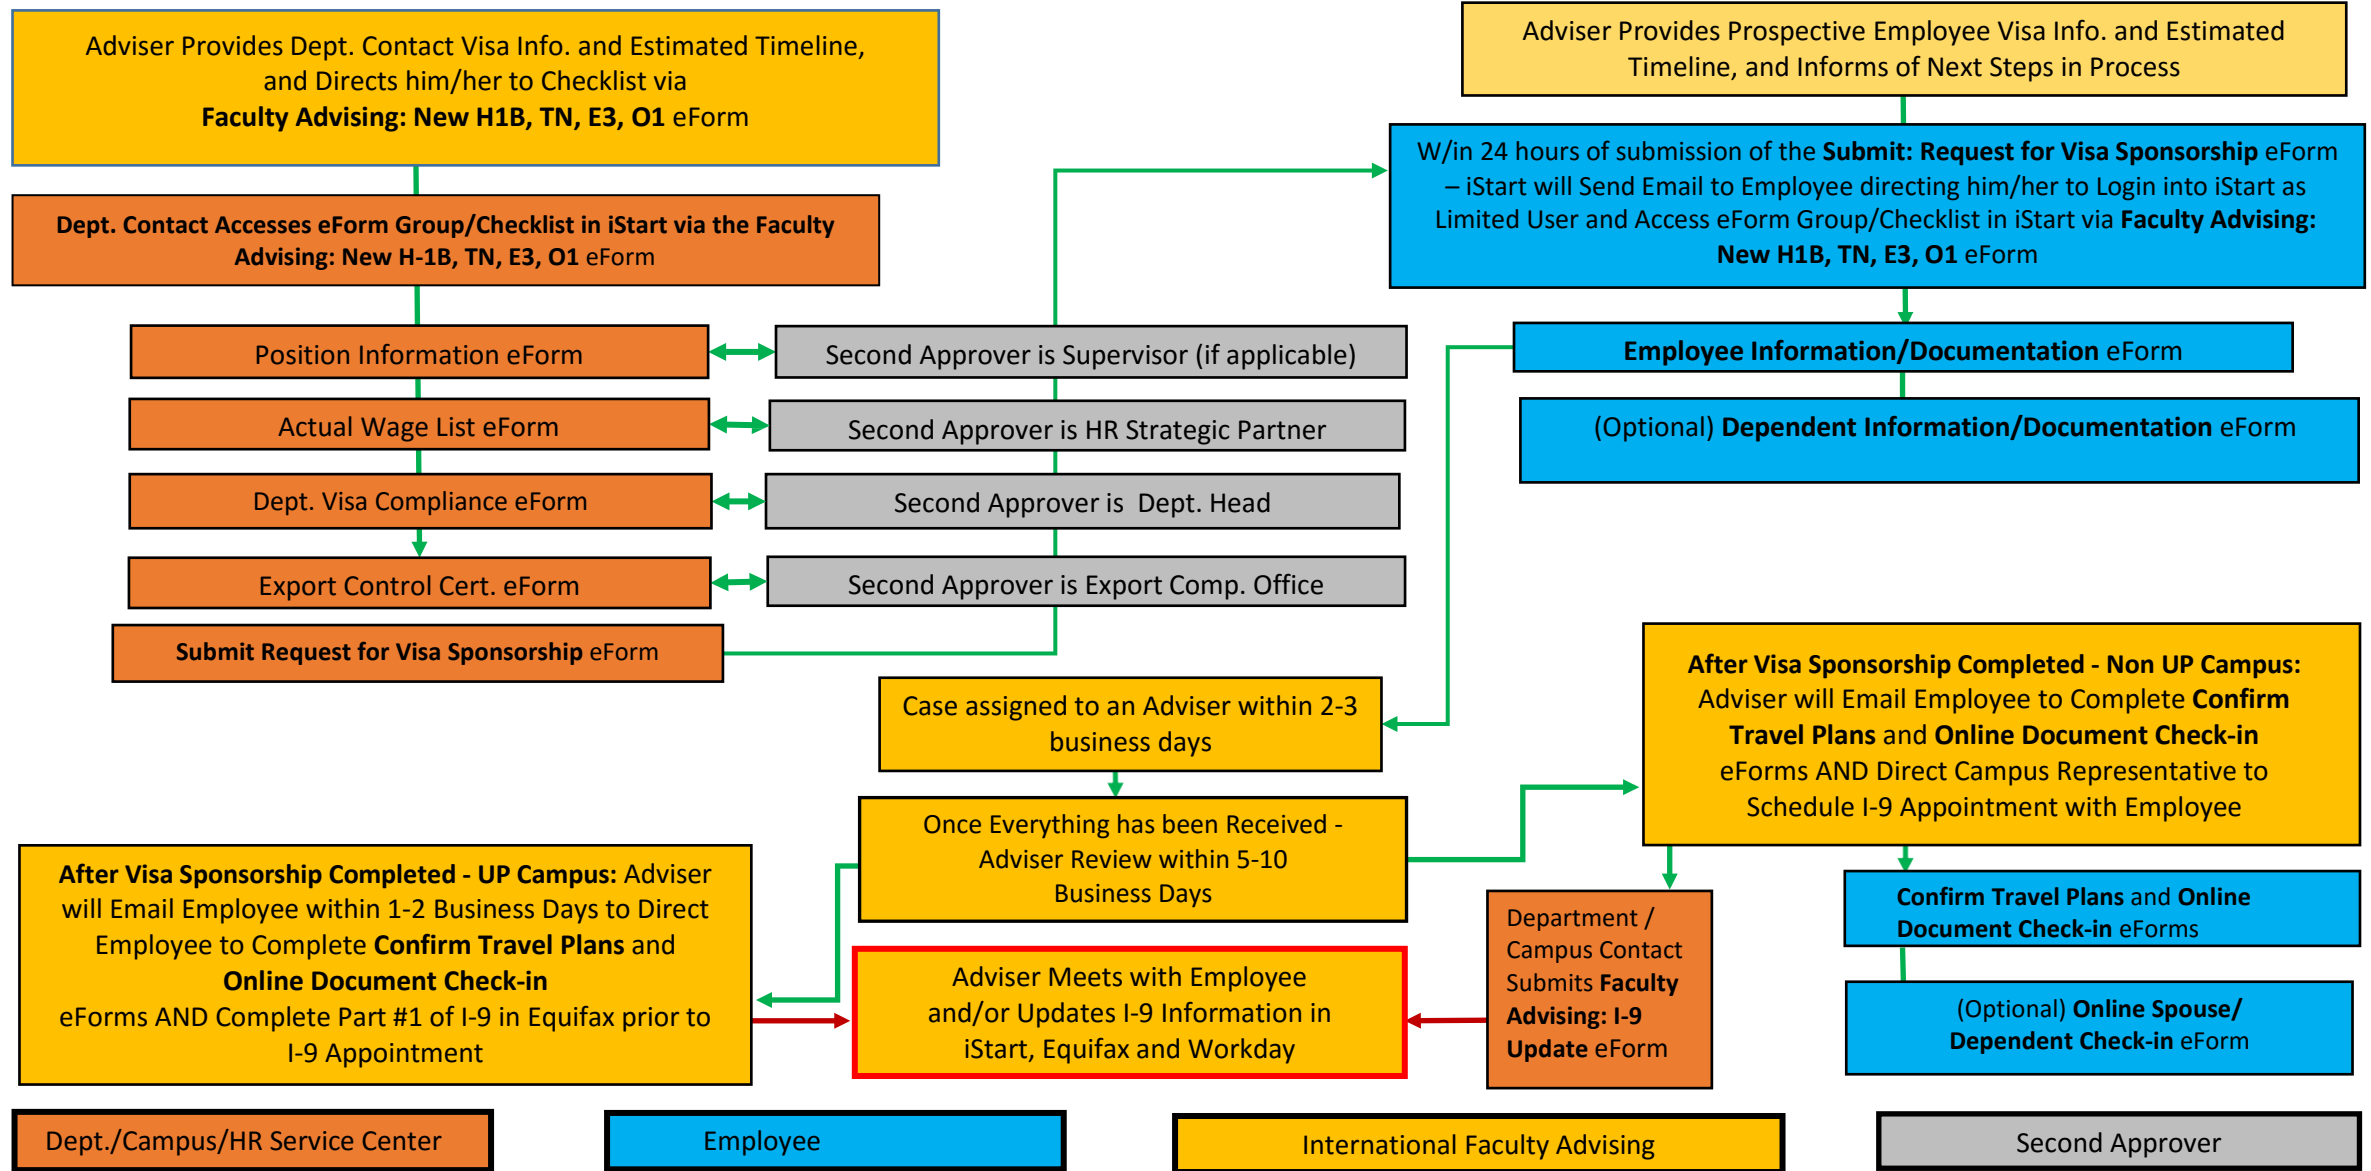 Adviser Provides Dept. Contact Visa Info. and Estimated Timeline,
and Directs him/her to Checklist via
Faculty Advising: New H1B, TN, E3, O1 eForm
Adviser Provides Prospective Employee Visa Info. and Estimated
Timeline, and Informs of Next Steps in Process
Dept. Contact Accesses eForm Group/Checklist in iStart via the Faculty
Advising: New H-1B, TN, E3, O1 eForm
W/in 24 hours of submission of the Submit: Request for Visa Sponsorship eForm
– iStart will Send Email to Employee directing him/her to Login into iStart as
Limited User and Access eForm Group/Checklist in iStart via Faculty Advising:
New H1B, TN, E3, O1 eForm
Position Information eForm
Second Approver is Supervisor (if applicable)
Employee Information/Documentation eForm
Actual Wage List eForm
Second Approver is HR Strategic Partner
(Optional) Dependent Information/Documentation eForm
Dept. Visa Compliance eForm
Second Approver is Dept. Head
Export Control Cert. eForm
Second Approver is Export Comp. Office
Submit Request for Visa Sponsorship eForm
Case assigned to an Adviser within 2-3
business days
After Visa Sponsorship Completed - Non UP Campus:
Adviser will Email Employee to Complete Confirm
Travel Plans and Online Document Check-in
eForms AND Direct Campus Representative to
Schedule I-9 Appointment with Employee
Once Everything has been Received -
Adviser Review within 5-10
Business Days
After Visa Sponsorship Completed - UP Campus: Adviser
will Email Employee within 1-2 Business Days to Direct
Employee to Complete Confirm Travel Plans and
Online Document Check-in
eForms AND Complete Part #1 of I-9 in Equifax prior to
I-9 Appointment
Adviser Meets with Employee
and/or Updates I-9 Information in
iStart, Equifax and Workday
Department /
Campus Contact
Submits Faculty
Advising: I-9
Update eForm
Confirm Travel Plans and Online
Document Check-in eForms
(Optional) Online Spouse/
Dependent Check-in eForm
Dept./Campus/HR Service Center
Employee
International Faculty Advising
Second Approver